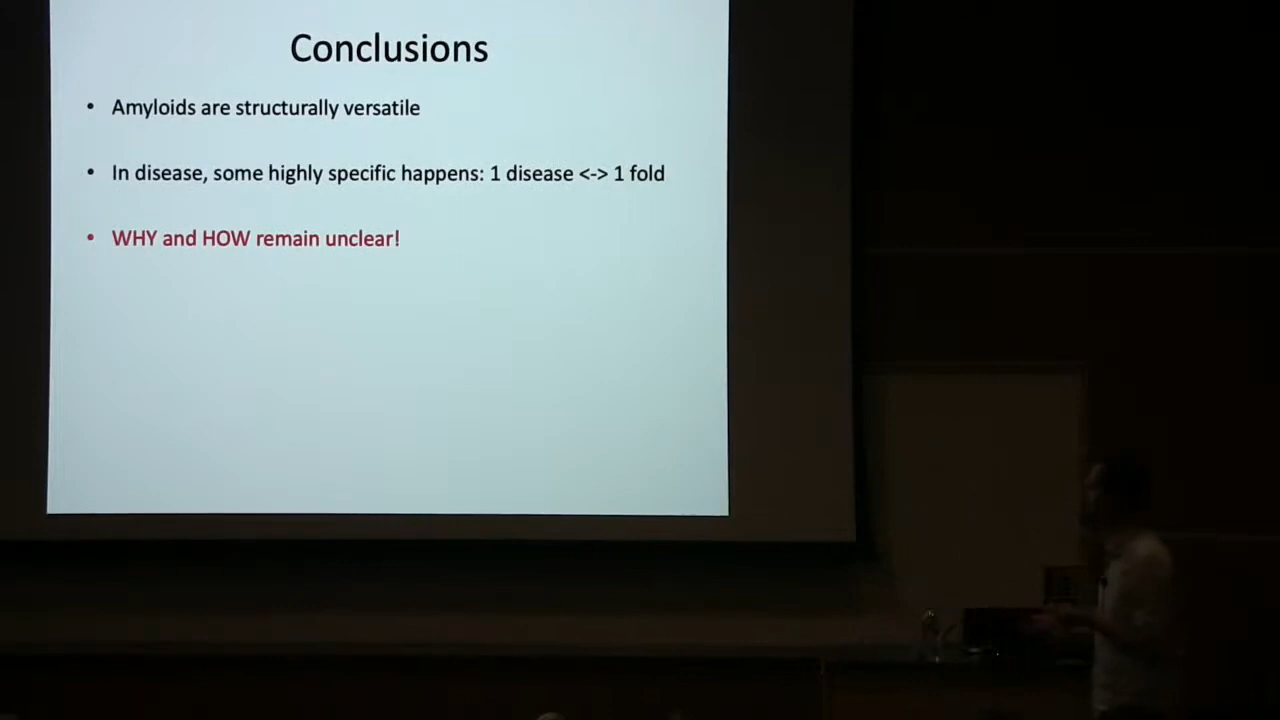 Conclusions
• Amyloids are structurally versatile
• In disease, some highly specific happens: 1 disease <-> 1 fold
• WHY and HOW remain unclear!